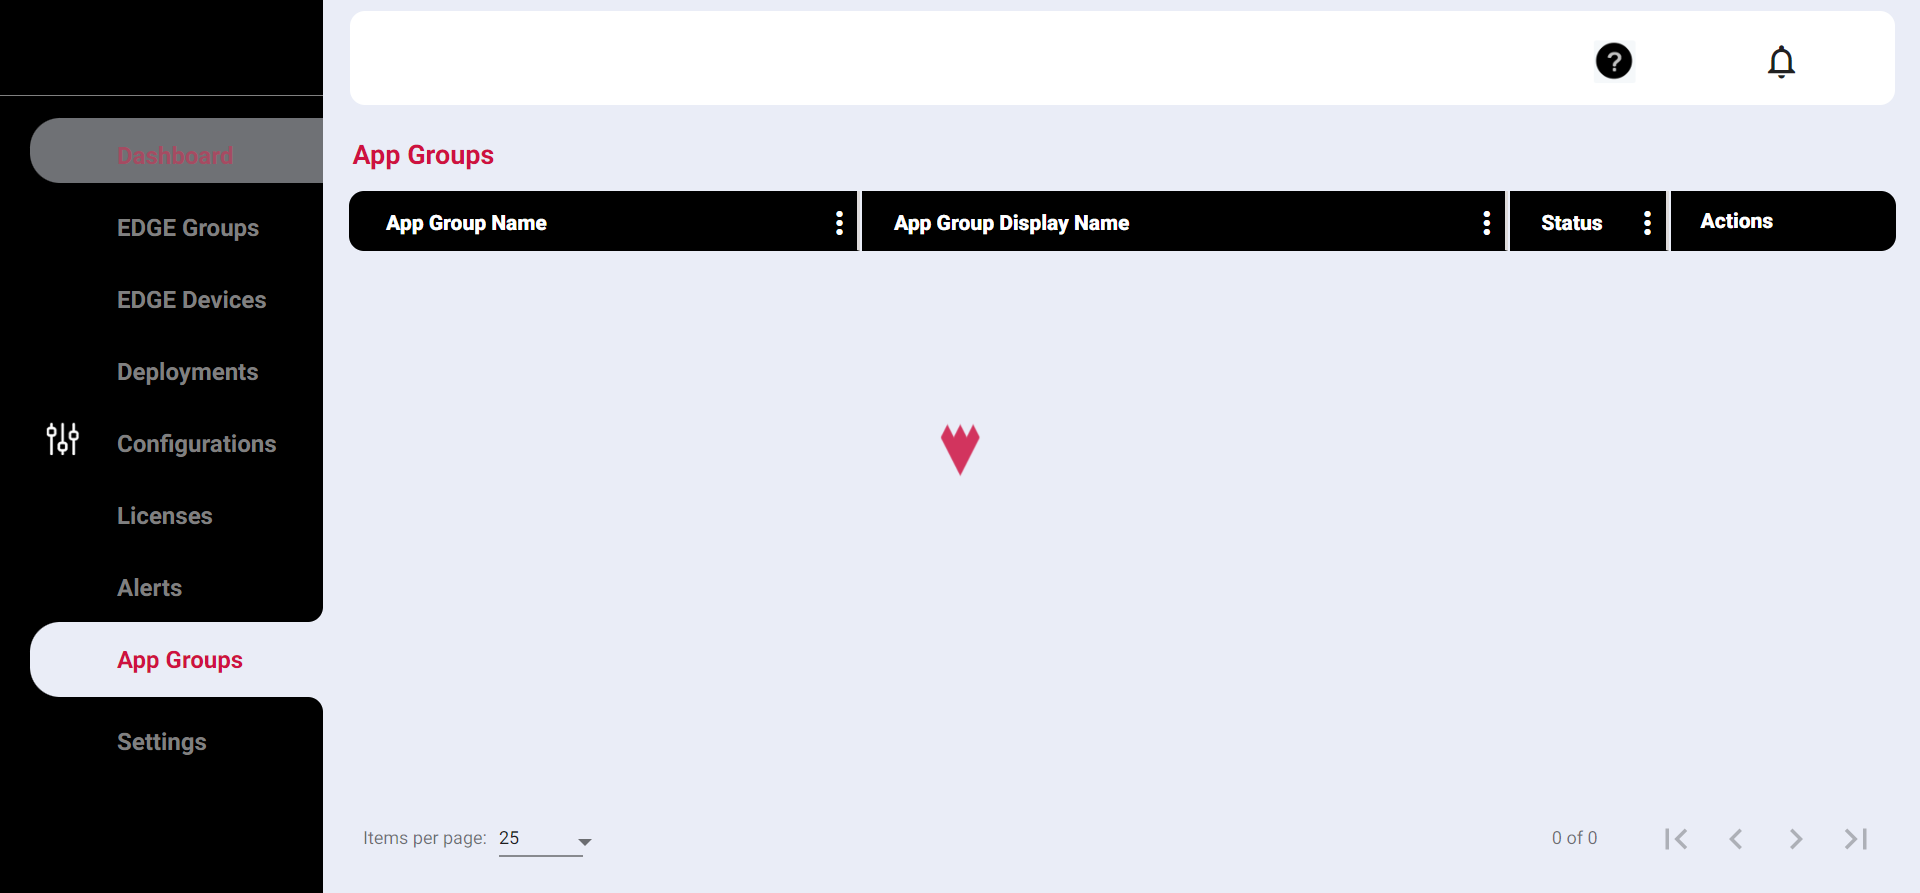 Dashboard
EDGE Groups
EDGE Devices
Deployments
Configurations
Licenses
Alerts
App Groups
Settings
?
App Groups
App Group Name
App Group Display Name
Status
Actions
Items per page: 25
0 of 0